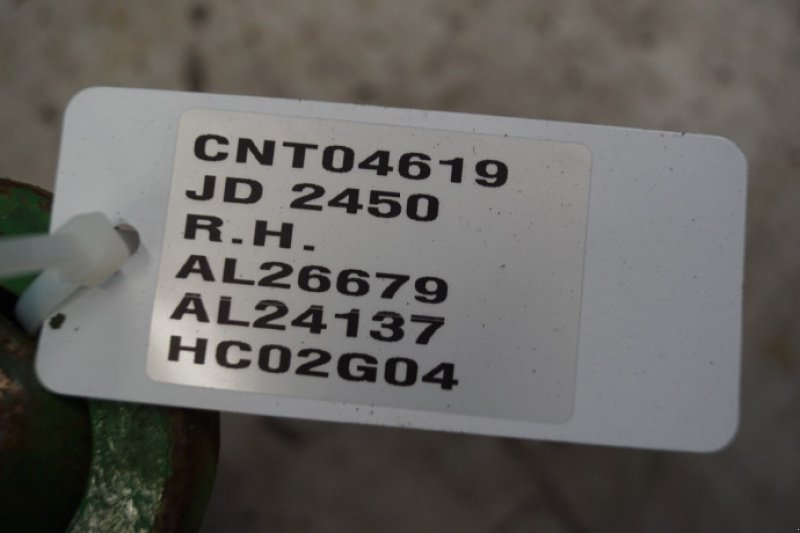 CNT04619
JD 2450
R.H.
AL26679
AL24137
HC02G04